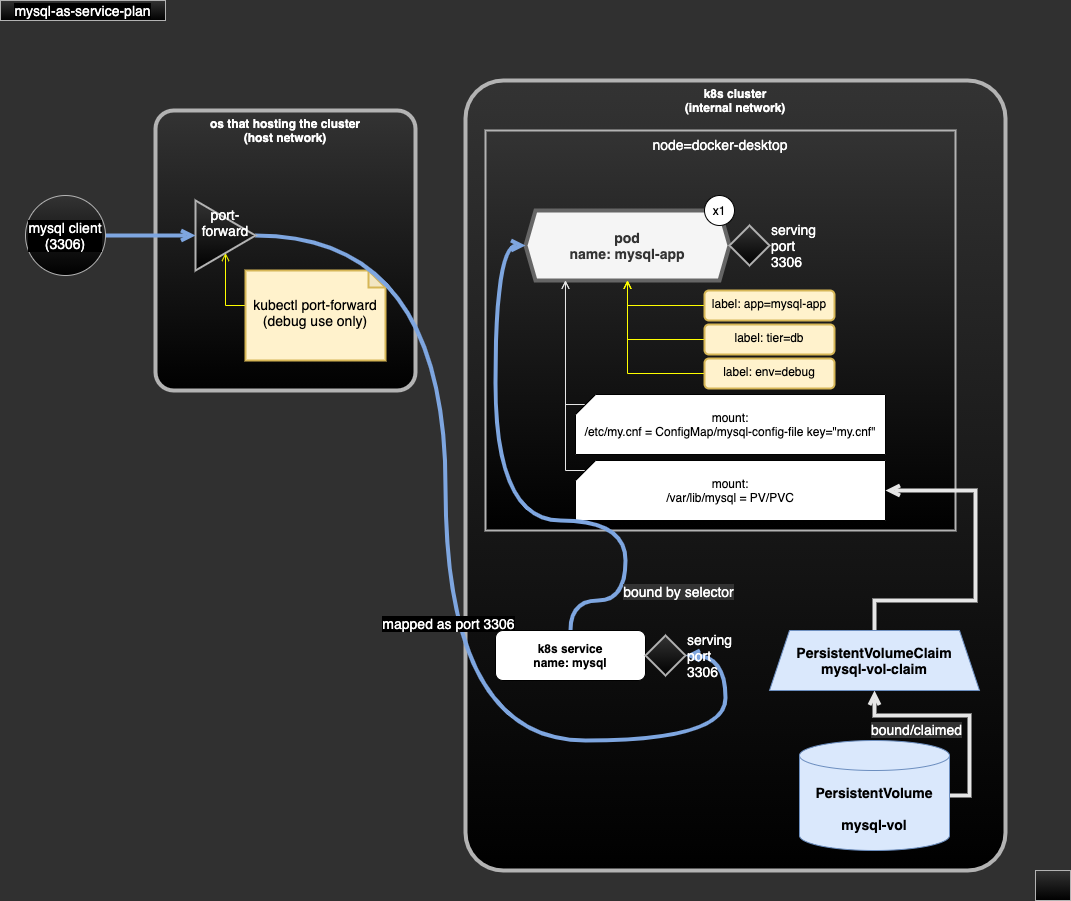 mysql-as-service-plan
k8s cluster
(internal network)
os that hosting the cluster
(host network)
node=docker-desktop
mysql client
(3306)
port-
forward
x1
pod
name: mysql-app
serving
port
3306
kubectl port-forward
(debug use only)
label: app=mysql-app
label: tier=db
label: env=debug
mount:
/etc/my.cnf = ConfigMap/mysql-config-file key="my.cnf"
mount:
/var/lib/mysql = PV/PVC
bound by selector
mapped as port 3306
k8s service
name: mysql
serving
port
3306
PersistentVolumeClaim
mysql-vol-claim
bound/claimed
PersistentVolume
mysql-vol